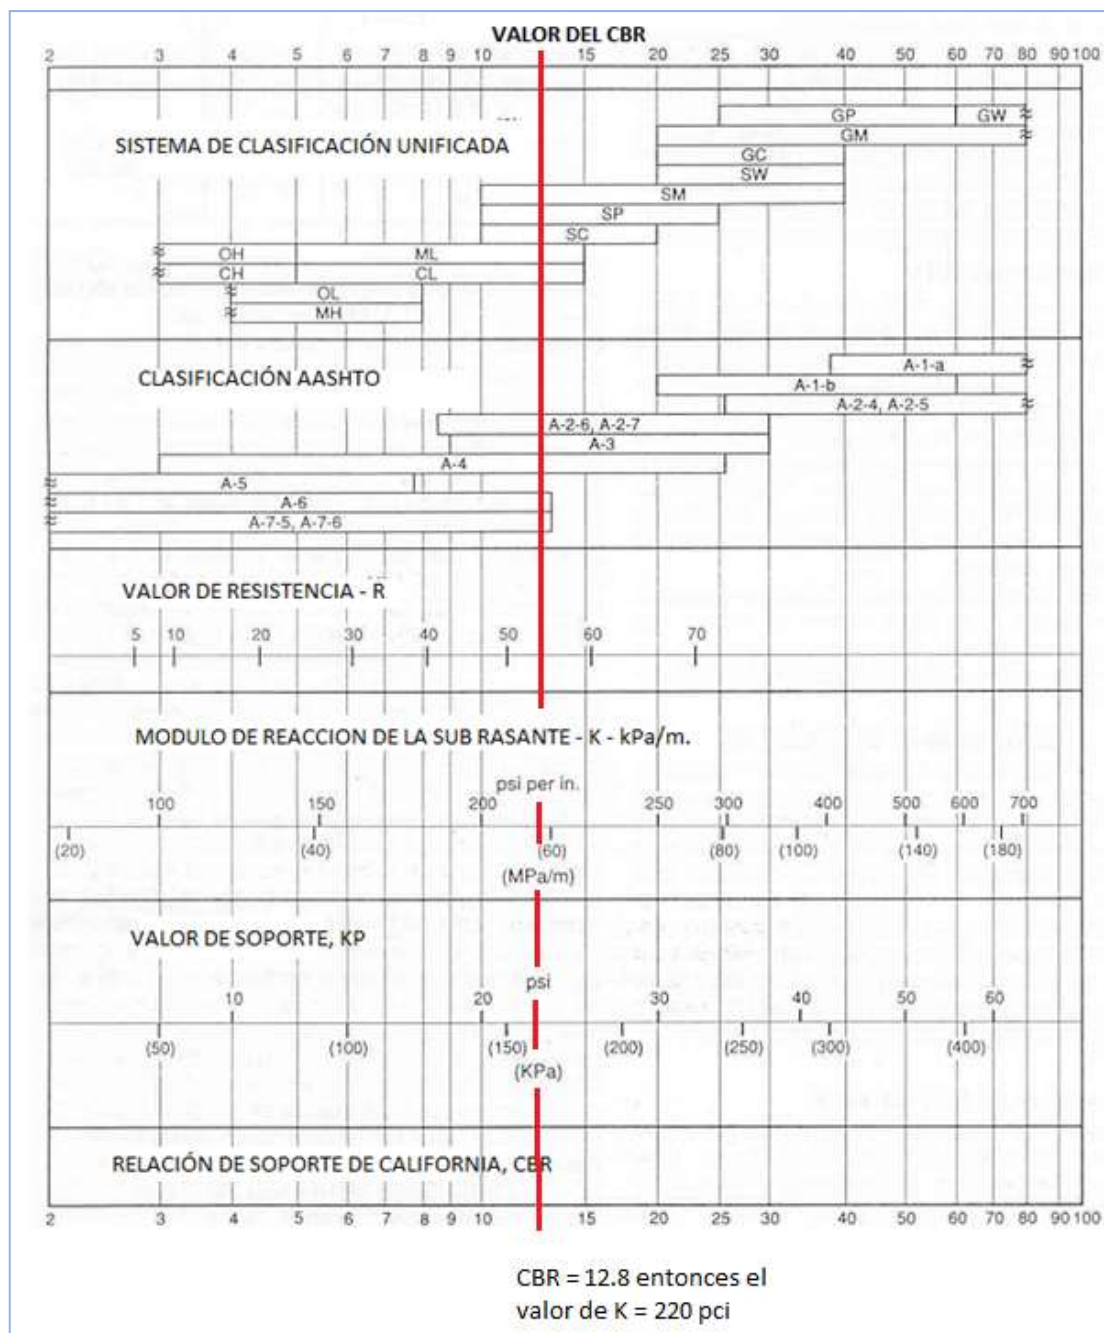 VALOR DEL CBR
2 3 4 5 6 7 8 9 10 15 20 25 30 40 50 60 70 80 90 100
GP GW
SISTEMA DE CLASIFICACIÓN UNIFICADA
GM
GC
SW
SM
SP
SC
OH ML
CH CL
OL
MH
CLASIFICACIÓN AASHTO
A-1-a
A-1-b
A-2-4, A-2-5
A-2-6, A-2-7
A-3
A-4
A-5
A-6
A-7-5, A-7-6
VALOR DE RESISTENCIA - R
5 10 20 30 40 50 60 70
MODULO DE REACCION DE LA SUB RASANTE - K - kPa/m.
psi per in.
100 150 200 250 300 400 500 600 700
(20) (40) (60) (80) (100) (140) (180)
(MPa/m)
VALOR DE SOPORTE, KP
psi
10 20 30 40 50 60
(50) (100) (150) (200) (250) (300) (400)
(KPa)
RELACIÓN DE SOPORTE DE CALIFORNIA, CBR
2 3 4 5 6 7 8 9 10 15 20 25 30 40 50 60 70 80 90 100
CBR = 12.8 entonces el
valor de K = 220 pci